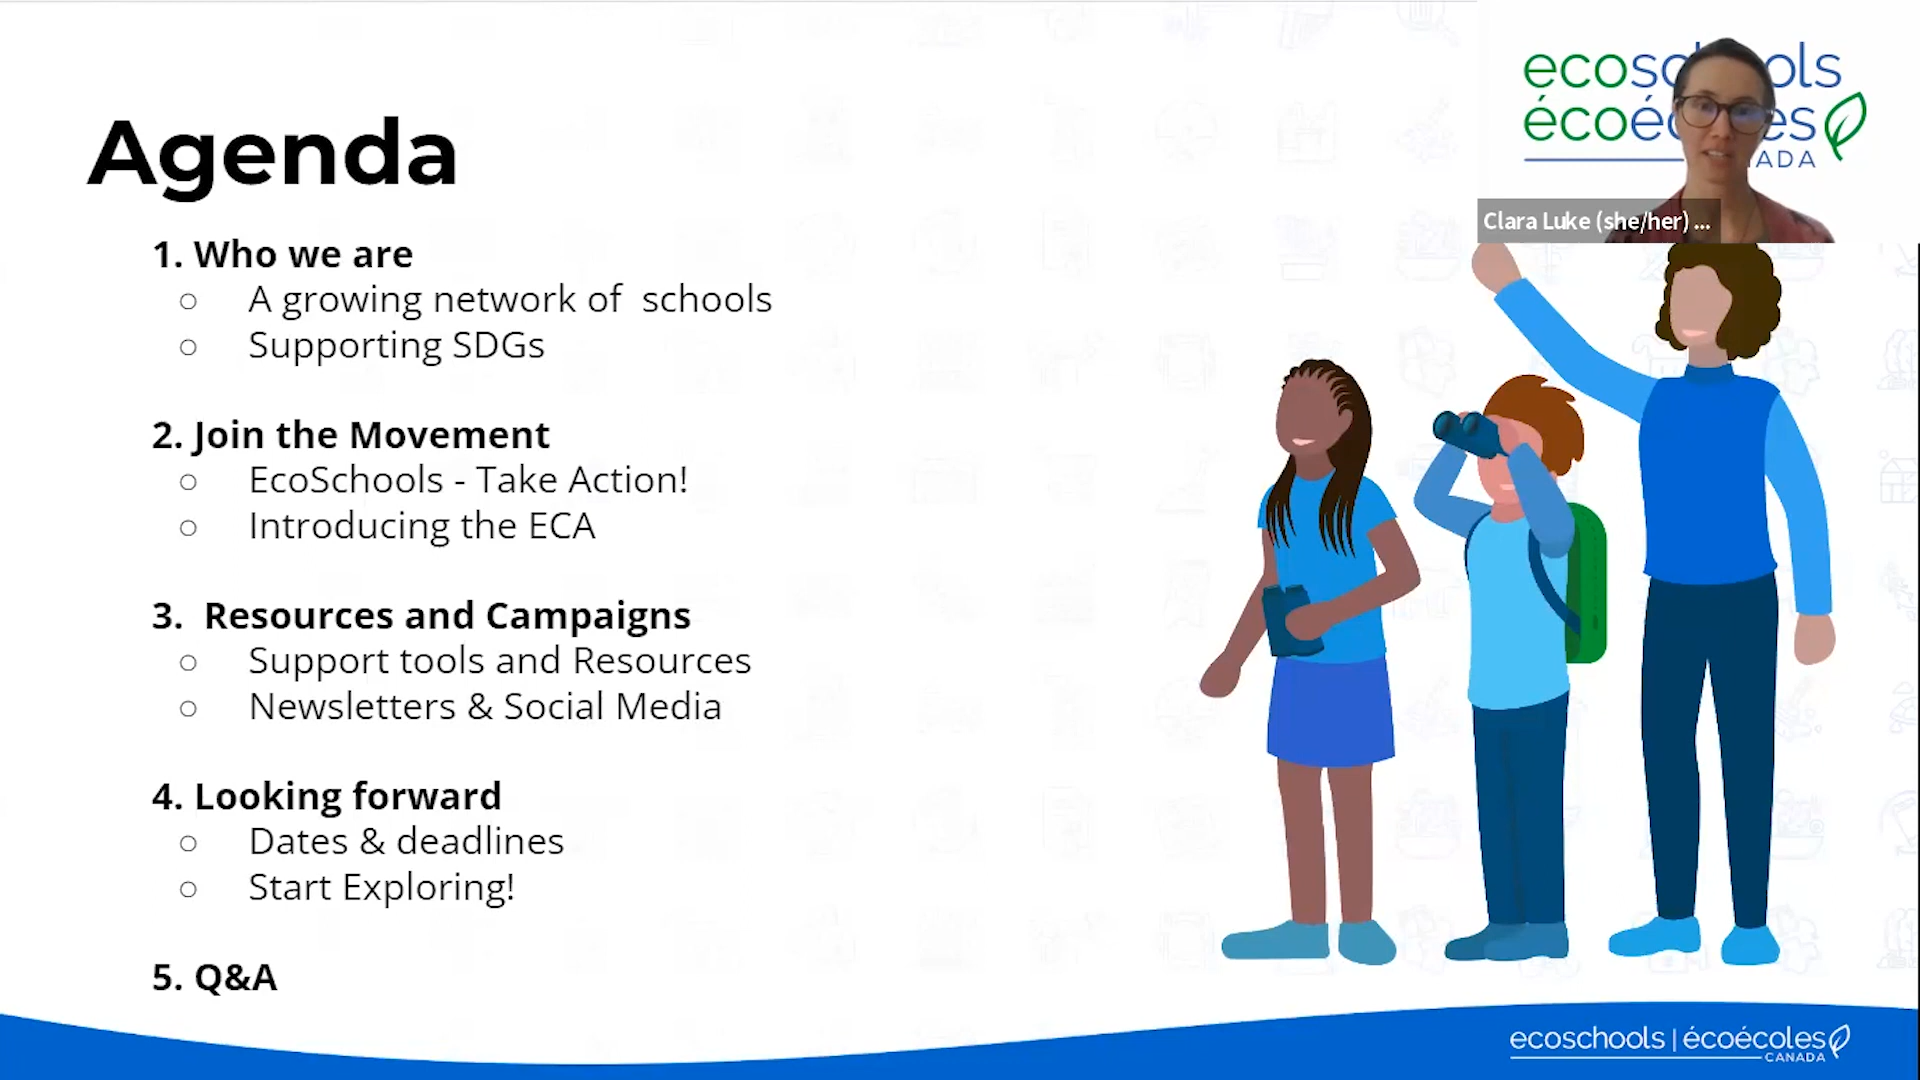 Agenda
1. Who we are
○ A growing network of schools
○ Supporting SDGs
2. Join the Movement
○ EcoSchools - Take Action!
○ Introducing the ECA
3. Resources and Campaigns
○ Support tools and Resources
○ Newsletters & Social Media
4. Looking forward
○ Dates & deadlines
○ Start Exploring!
5. Q&A
Clara Luke (she/her) ...
ecoschools | écoécoles
CANADA